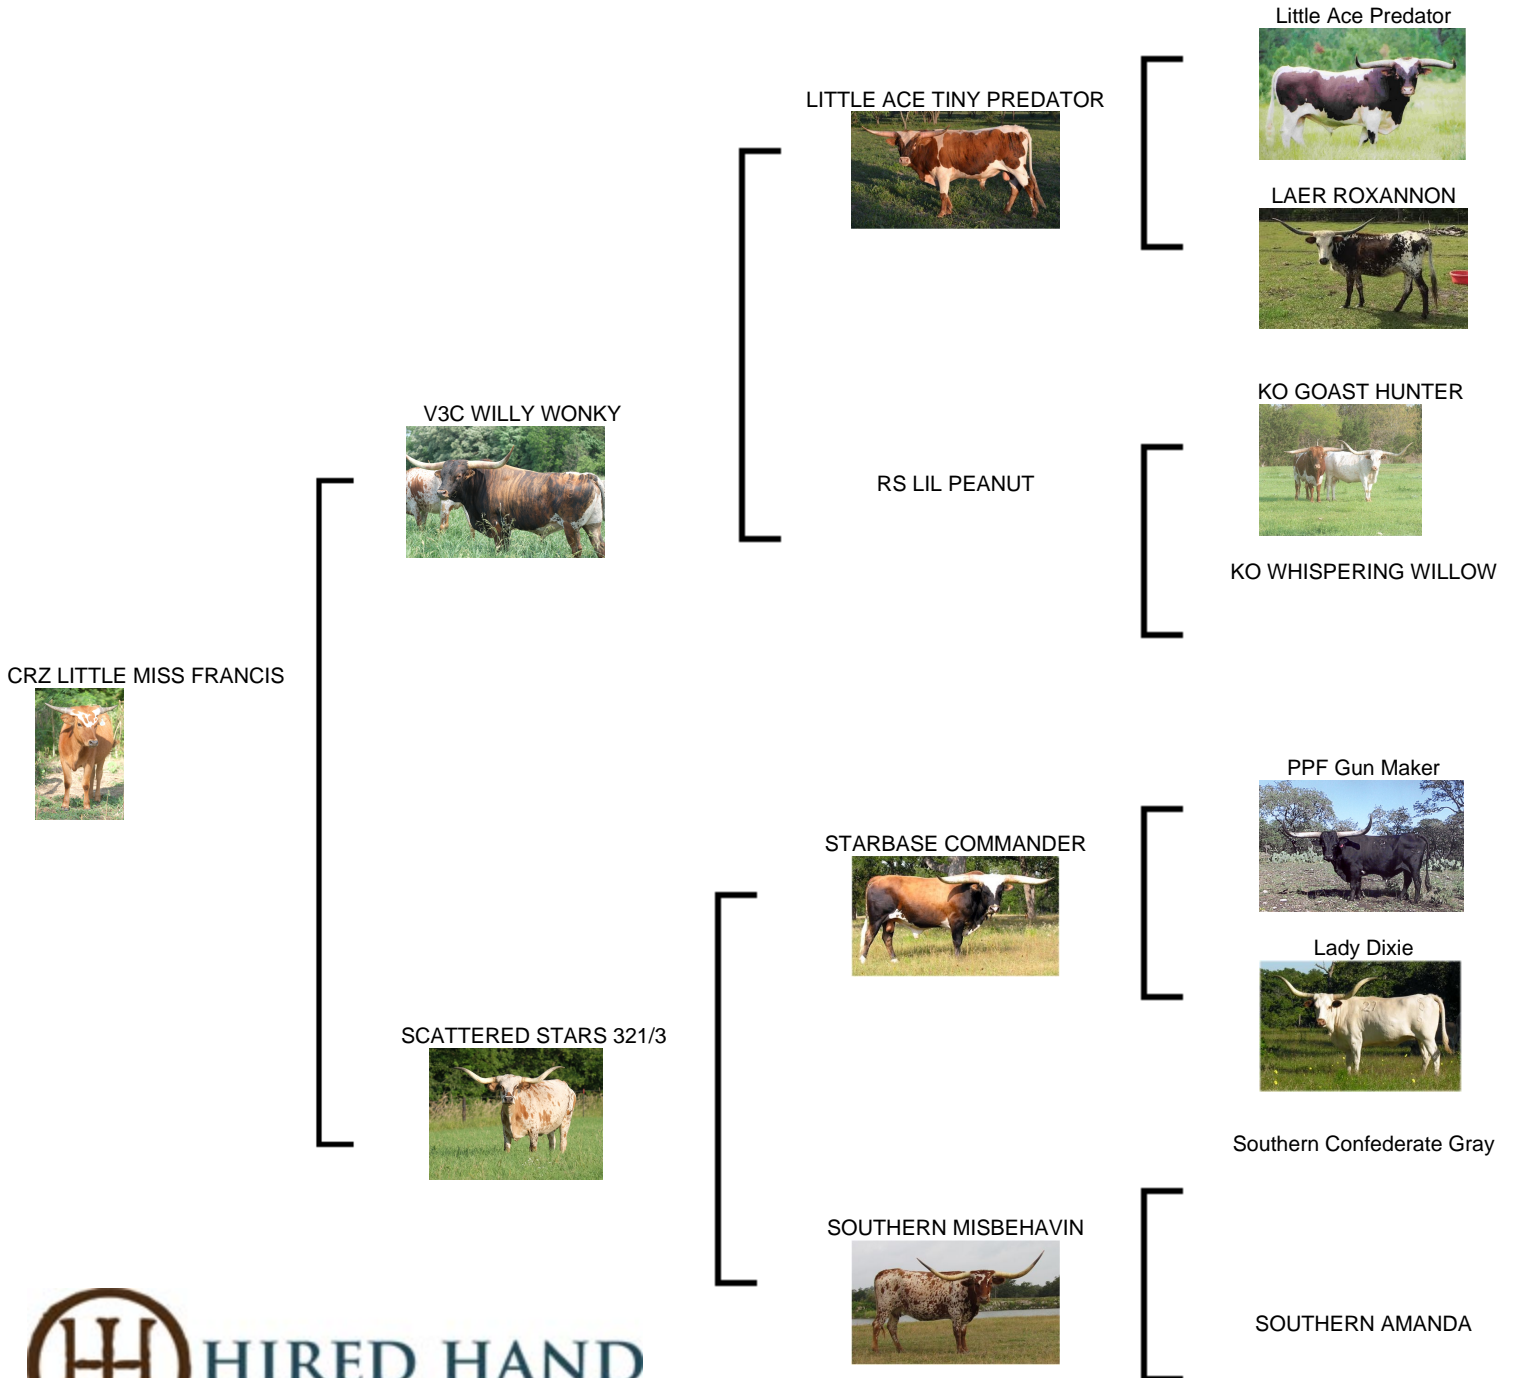 Little Ace Predator
LITTLE ACE TINY PREDATOR
LAER ROXANNON
KO GOAST HUNTER
V3C WILLY WONKY
RS LIL PEANUT
KO WHISPERING WILLOW
CRZ LITTLE MISS FRANCIS
PPF Gun Maker
STARBASE COMMANDER
Lady Dixie
SCATTERED STARS 321/3
Southern Confederate Gray
SOUTHERN MISBEHAVIN
SOUTHERN AMANDA
HIRED HAND